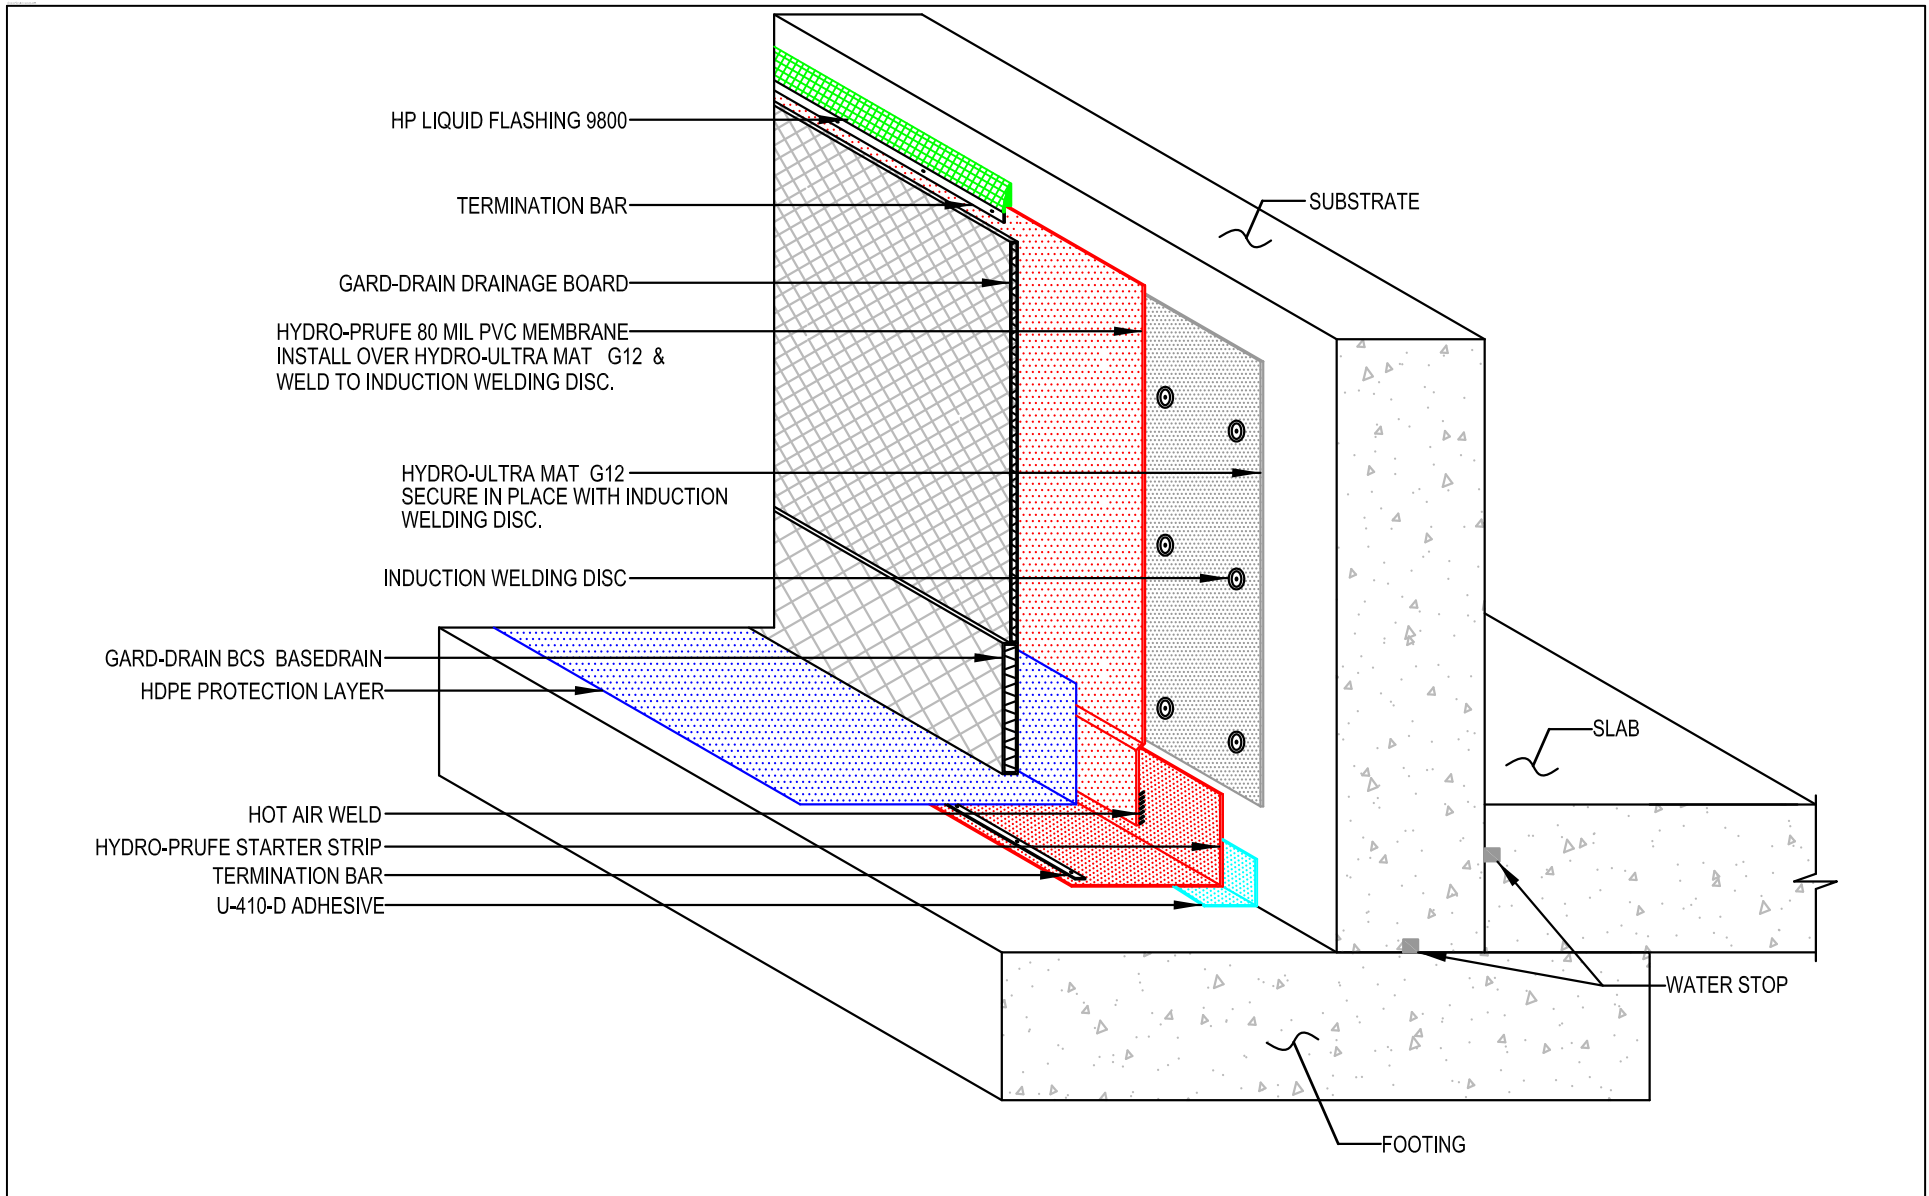 HP LIQUID FLASHING 9800
TERMINATION BAR
SUBSTRATE
GARD-DRAIN DRAINAGE BOARD
HYDRO-PRUFE 80 MIL PVC MEMBRANE
INSTALL OVER HYDRO-ULTRA MAT G12 &
WELD TO INDUCTION WELDING DISC.
HYDRO-ULTRA MAT G12
SECURE IN PLACE WITH INDUCTION
WELDING DISC.
INDUCTION WELDING DISC
GARD-DRAIN BCS BASEDRAIN
HDPE PROTECTION LAYER
SLAB
HOT AIR WELD
HYDRO-PRUFE STARTER STRIP
TERMINATION BAR
U-410-D ADHESIVE
WATER STOP
FOOTING